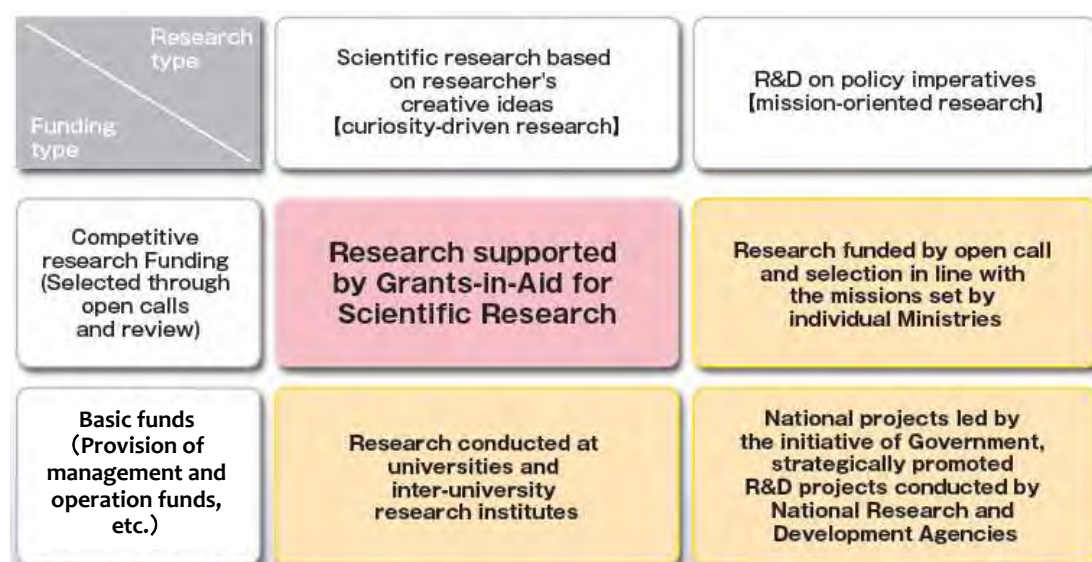 Research
type
Funding
type
Scientific research based
on researcher's
creative ideas
【curiosity-driven research】
R&D on policy imperatives
【mission-oriented research】
Competitive
research Funding
(Selected through
open calls
and review)
Research supported
by Grants-in-Aid for
Scientific Research
Research funded by open call
and selection in line with
the missions set by
individual Ministries
Basic funds
（Provision of
management and
operation funds,
etc.）
Research conducted at
universities and
inter-university
research institutes
National projects led by
the initiative of Government,
strategically promoted
R&D projects conducted by
National Research and
Development Agencies